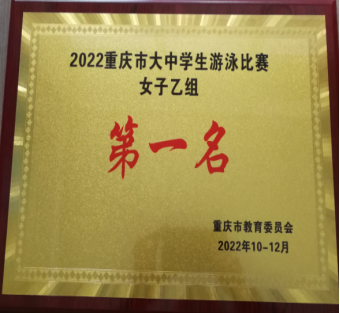 2022重庆市大中学生游泳比赛
女子乙组
第一名
重庆市教育委员会
2022年10-12月